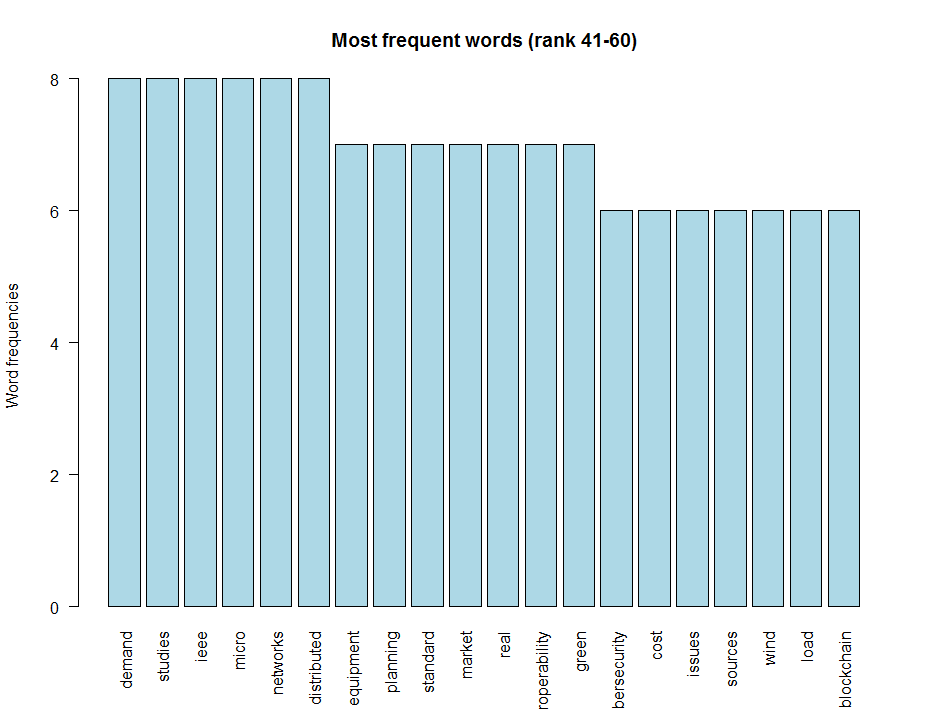 Most frequent words (rank 41-60)
Word frequencies
8
6
4
2
0
demand
studies
ieee
micro
networks
distributed
equipment
planning
standard
market
real
roperability
green
bersecurity
cost
issues
sources
wind
load
blockchain